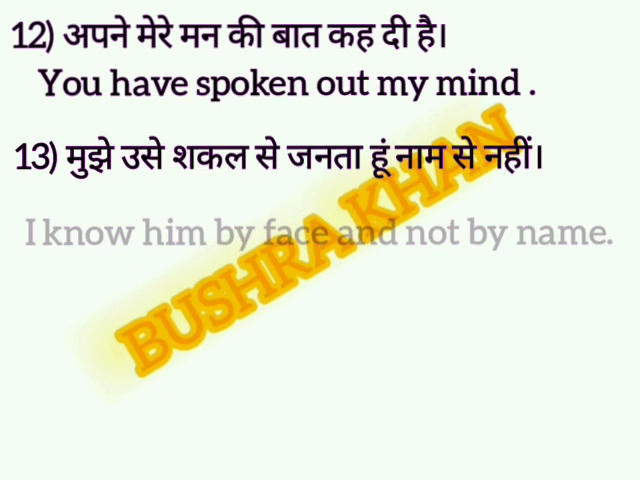 12) अपने मेरे मन की बात कह दी है।
You have spoken out my mind .
13) मुझे उसे शकल से जनता हूं नाम से नहीं।
I know him by face and not by name.
BUSHRA KHAN